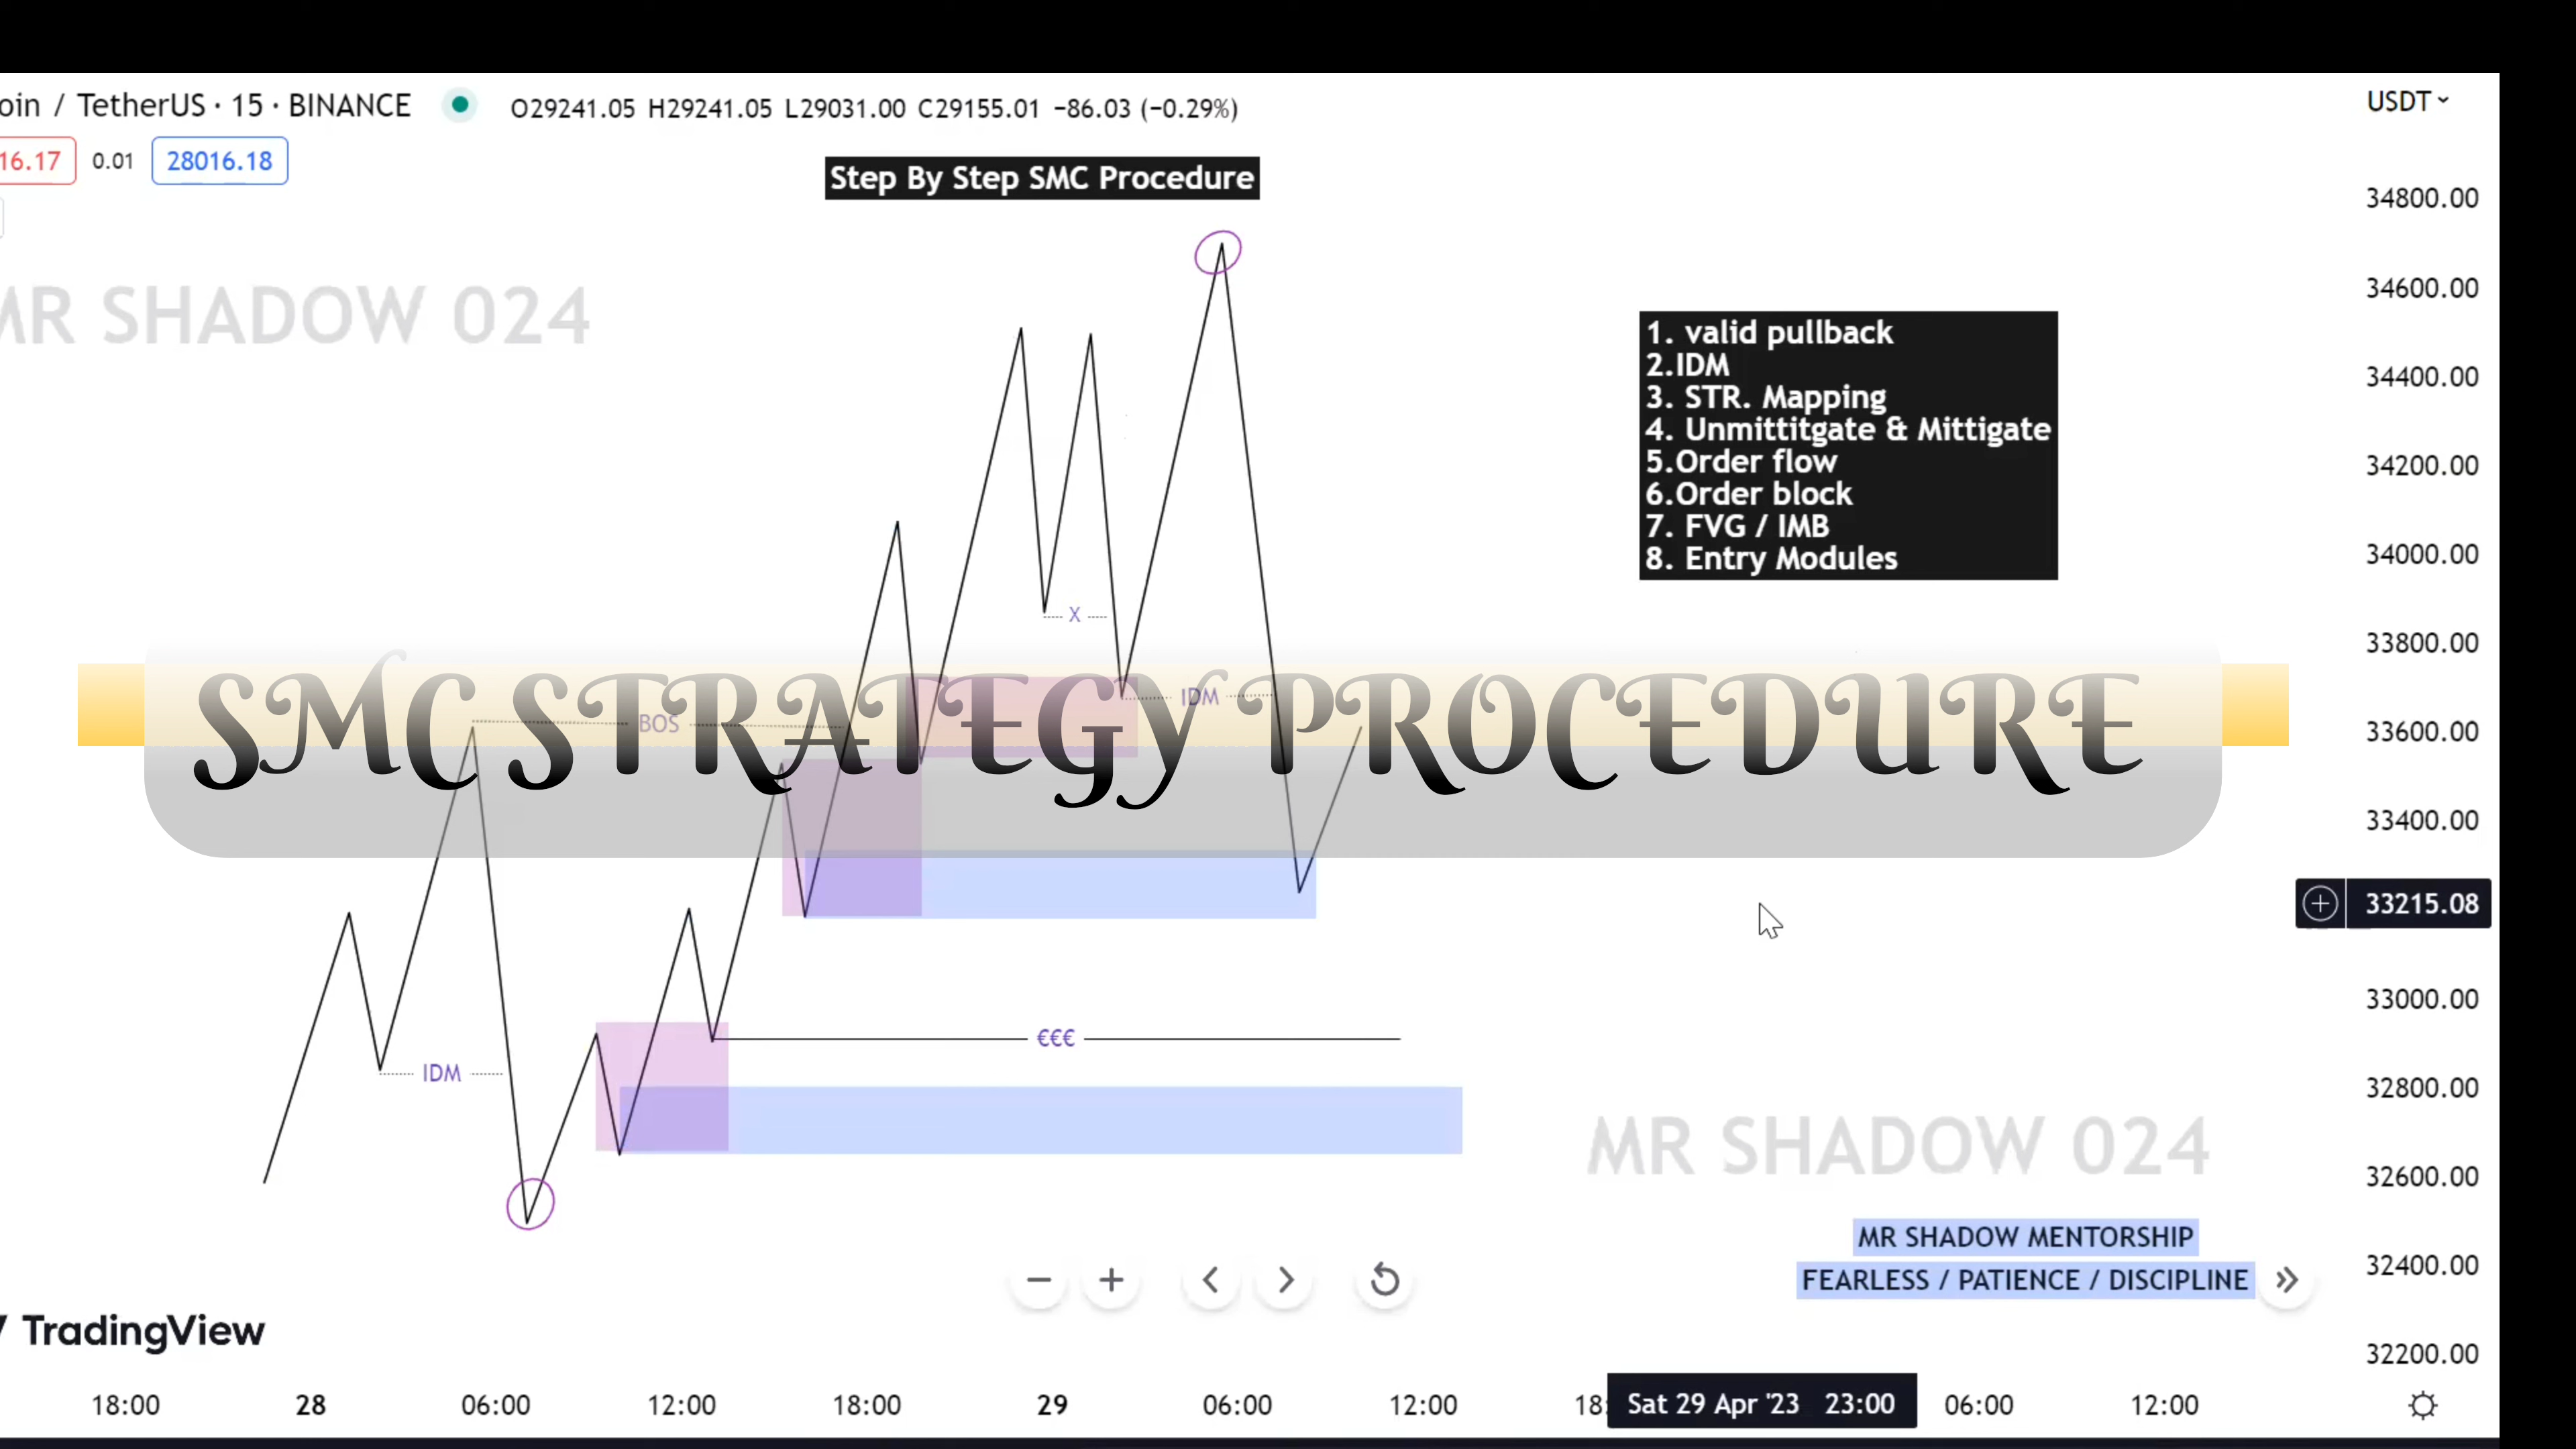 oin / TetherUS · 15 · BINANCE
O29241.05 H29241.05 L29031.00 C29155.01 −86.03 (−0.29%)
USDT
16.17 0.01 28016.18
Step By Step SMC Procedure
34800.00
MR SHADOW 024
34600.00
1. valid pullback
2.IDM
3. STR. Mapping
4. Unmittitgate & Mittigate
5.Order flow
6.Order block
7. FVG / IMB
8. Entry Modules
34400.00
34200.00
34000.00
X
33800.00
IDM
BOS
SMC STRATEGY PROCEDURE
33600.00
33400.00
33215.08
33000.00
€€€
IDM
32800.00
MR SHADOW 024
32600.00
MR SHADOW MENTORSHIP
FEARLESS / PATIENCE / DISCIPLINE
32400.00
TradingView
32200.00
18:00 28 06:00 12:00 18:00 29 06:00 12:00 18: Sat 29 Apr '23 23:00 06:00 12:00